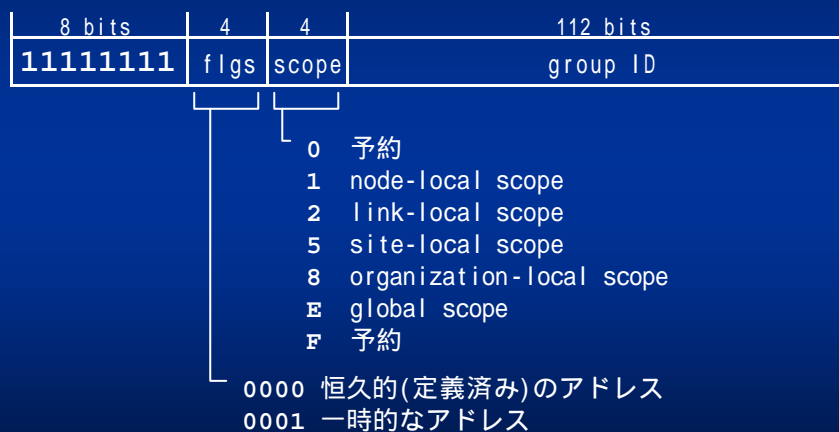 8 bits 4 4 112 bits
11111111 flgs scope group ID
0 予約
1 node-local scope
2 link-local scope
5 site-local scope
8 organization-local scope
E global scope
F 予約
0000 恒久的(定義済み)のアドレス
0001 一時的なアドレス